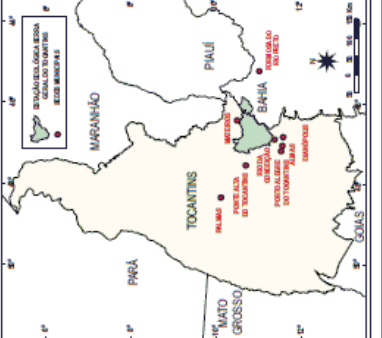 ESTAÇÃO ECOLÓGICA SERRA
GERAL DO TOCANTINS
SEDES MUNICIPAIS
MARANHÃO
PIAUÍ
PARÁ
TOCANTINS
MATEIROS
FORMOSA DO
RIO PRETO
BAHIA
PALMAS
PONTE ALTA
DO TOCANTINS
RIO DA
CONCEIÇÃO
PORTO ALEGRE
DO TOCANTINS
ALMAS
DIANÓPOLIS
MATO
GROSSO
GOIÁS
N